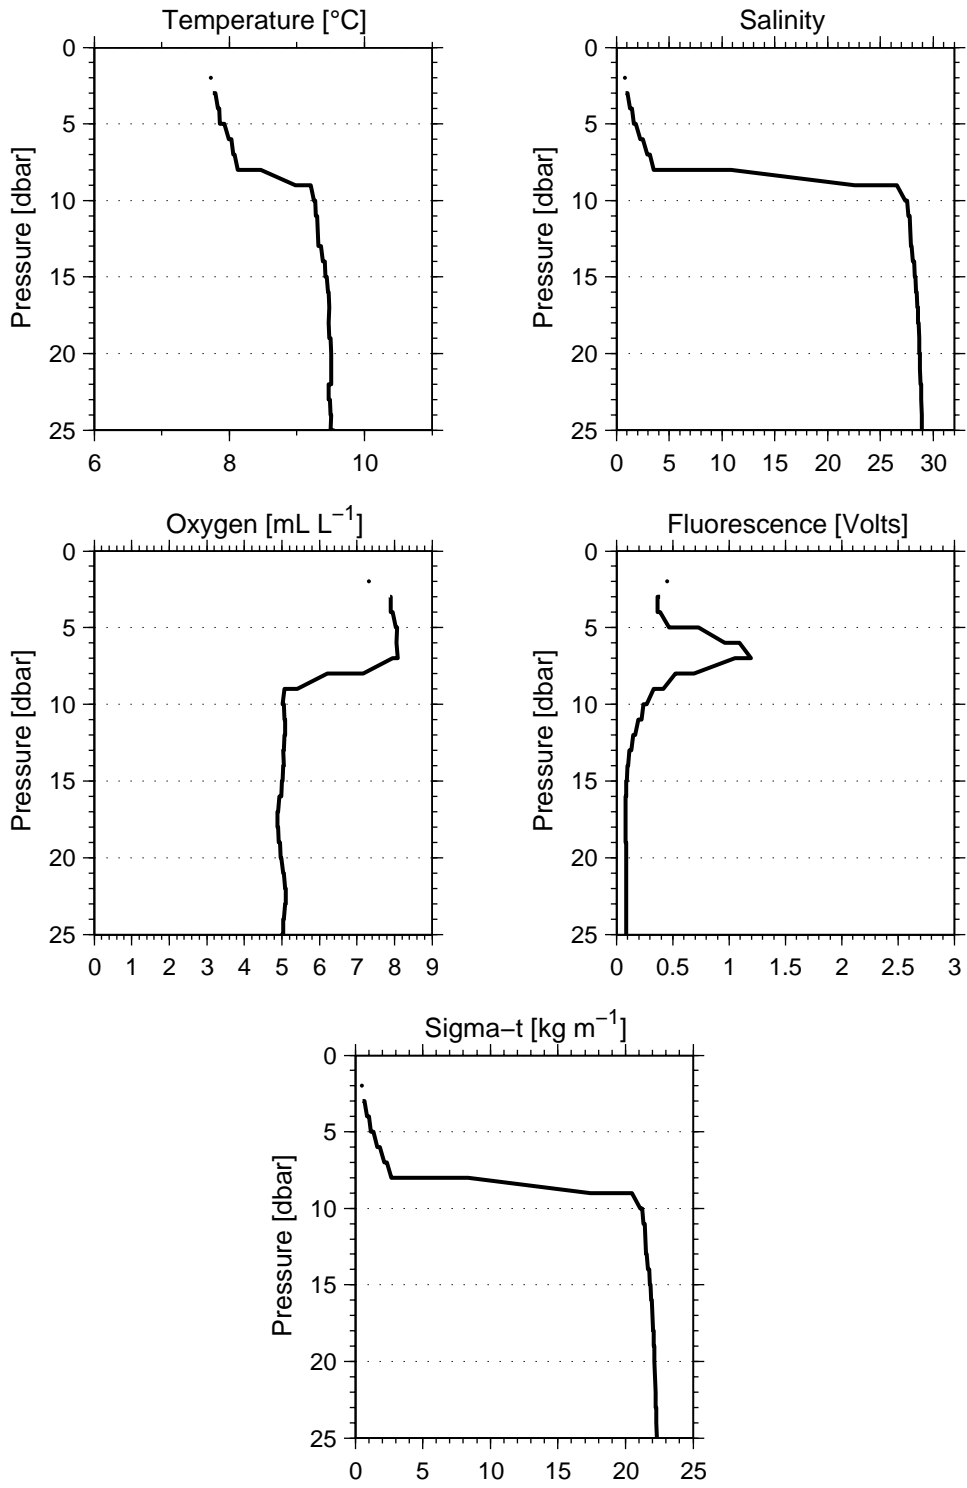 Temperature [°C]
0
5
10
15
20
25
Pressure [dbar]
6 8 10
Salinity
0
5
10
15
20
25
Pressure [dbar]
0 5 10 15 20 25 30
Oxygen [mL L−1]
0
5
10
15
20
25
Pressure [dbar]
0 1 2 3 4 5 6 7 8 9
Fluorescence [Volts]
0
5
10
15
20
25
Pressure [dbar]
0 0.5 1 1.5 2 2.5 3
Sigma−t [kg m−1]
0
5
10
15
20
25
Pressure [dbar]
0 5 10 15 20 25